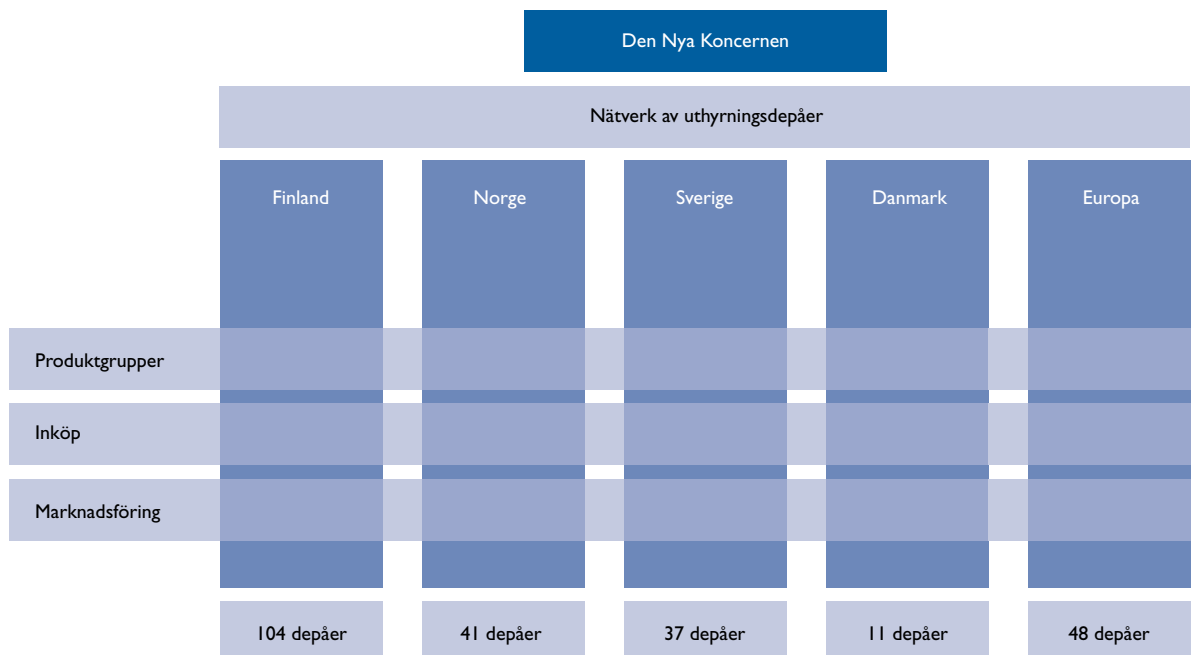 Den Nya Koncernen
Nätverk av uthyrningsdepåer
Finland
Norge
Sverige
Danmark
Europa
Produktgrupper
Inköp
Marknadsföring
104 depåer
41 depåer
37 depåer
11 depåer
48 depåer